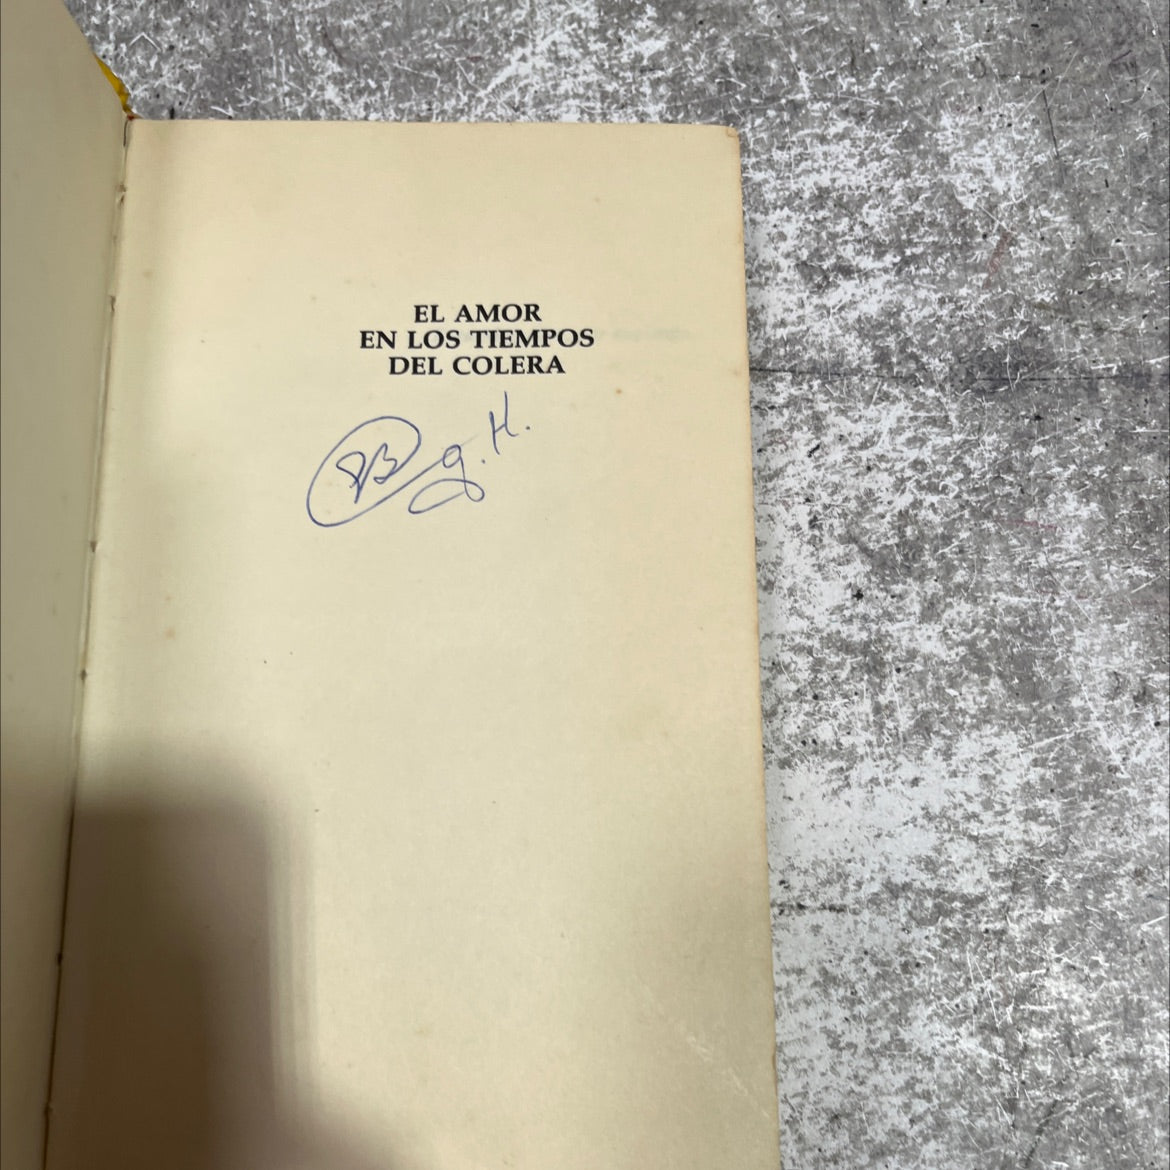 EL AMOR
EN LOS TIEMPOS
DEL COLERA
B g. H.